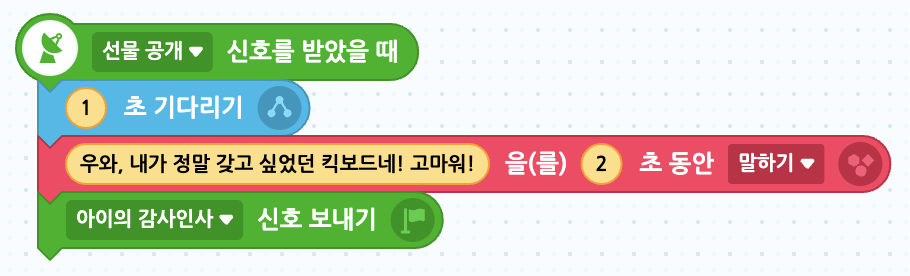 선물 공개 신호를 받았을 때
1 초 기다리기
우와, 내가 정말 갖고 싶었던 킥보드네! 고마워! 을(를) 2 초 동안 말하기
아이의 감사인사 신호 보내기